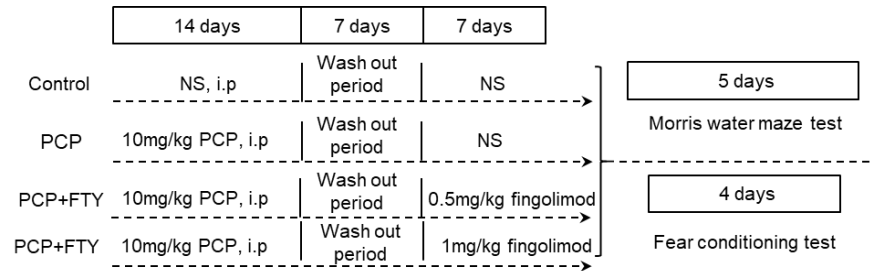 14 days 7 days 7 days
Control NS, i.p Wash out period NS
PCP 10mg/kg PCP, i.p Wash out period NS
PCP+FTY 10mg/kg PCP, i.p Wash out period 0.5mg/kg fingolimod
PCP+FTY 10mg/kg PCP, i.p Wash out period 1mg/kg fingolimod
5 days
Morris water maze test
4 days
Fear conditioning test